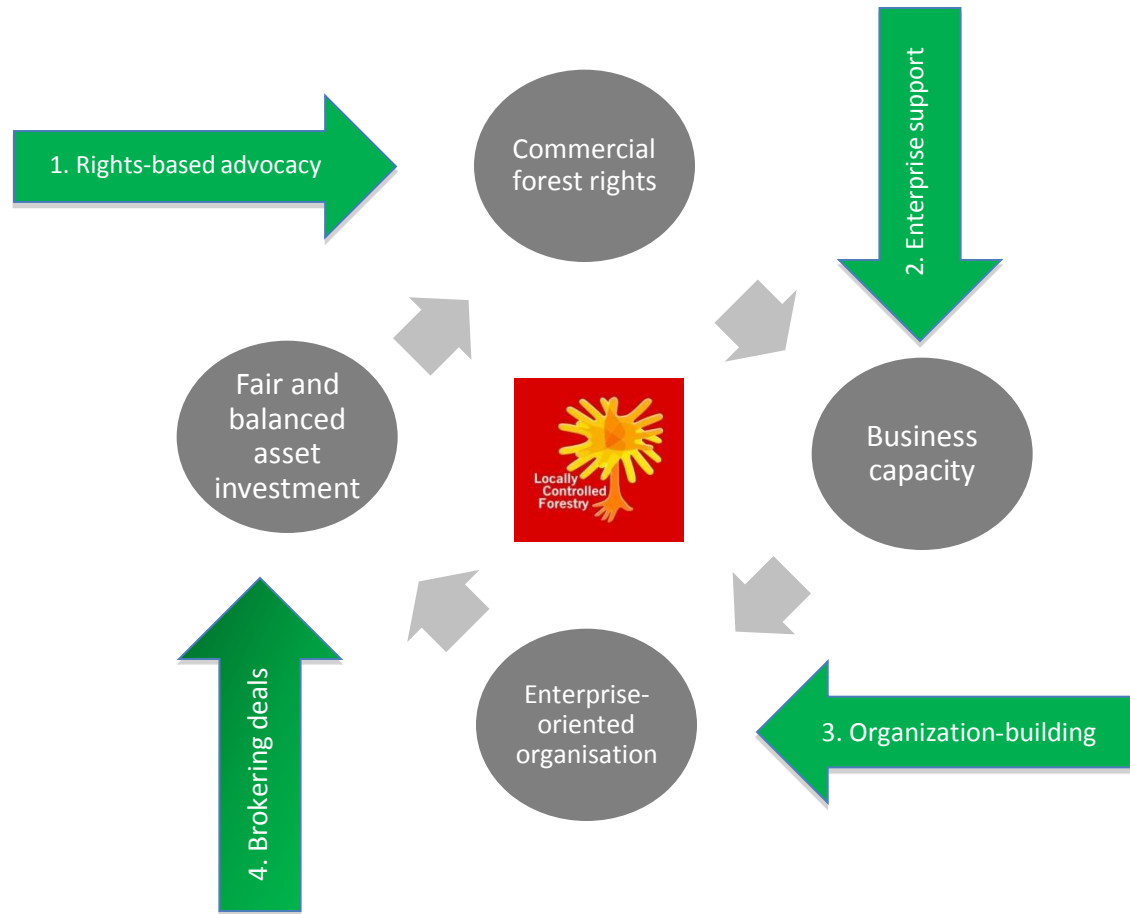 1. Rights-based advocacy
Commercial
forest rights
2. Enterprise support
Fair and
balanced
asset
investment
Locally
Controlled
Forestry
Business
capacity
Enterprise-
oriented
organisation
3. Organization-building
4. Brokering deals